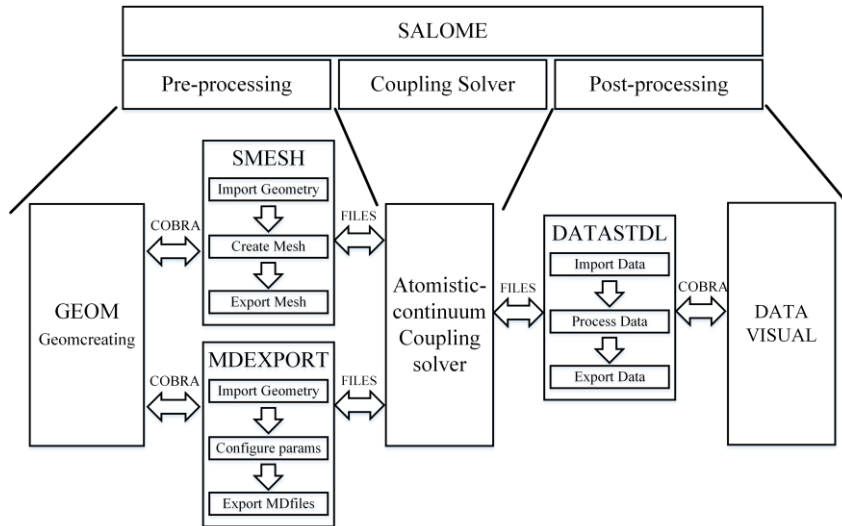 SALOME
Pre-processing
Coupling Solver
Post-processing
SMESH
Import Geometry
Create Mesh
Export Mesh
COBRA
FILES
GEOM
Geomcreating
MDEXPORT
Import Geometry
Configure params
Export MDfiles
COBRA
FILES
Atomistic-
continuum
Coupling
solver
FILES
DATASTDL
Import Data
Process Data
Export Data
COBRA
DATA
VISUAL